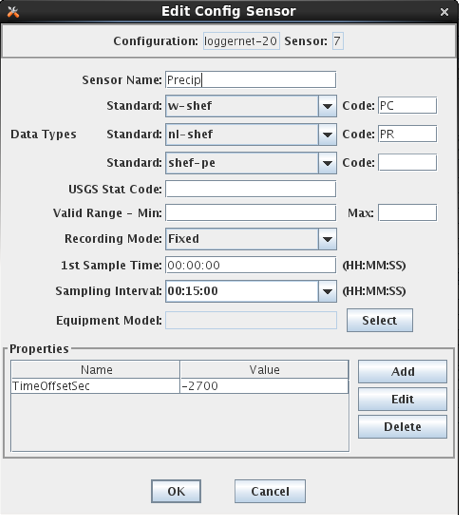 Edit Config Sensor
Configuration: loggernet-20 Sensor: 7
Sensor Name: Precip
Standard: w-shef Code: PC
Data Types Standard: nl-shef Code: PR
Standard: shef-pe Code:
USGS Stat Code:
Valid Range - Min: Max:
Recording Mode: Fixed
1st Sample Time: 00:00:00 (HH:MM:SS)
Sampling Interval: 00:15:00 (HH:MM:SS)
Equipment Model: Select
Properties
Name Value Add
TimeOffsetSec -2700
Edit
Delete
OK Cancel